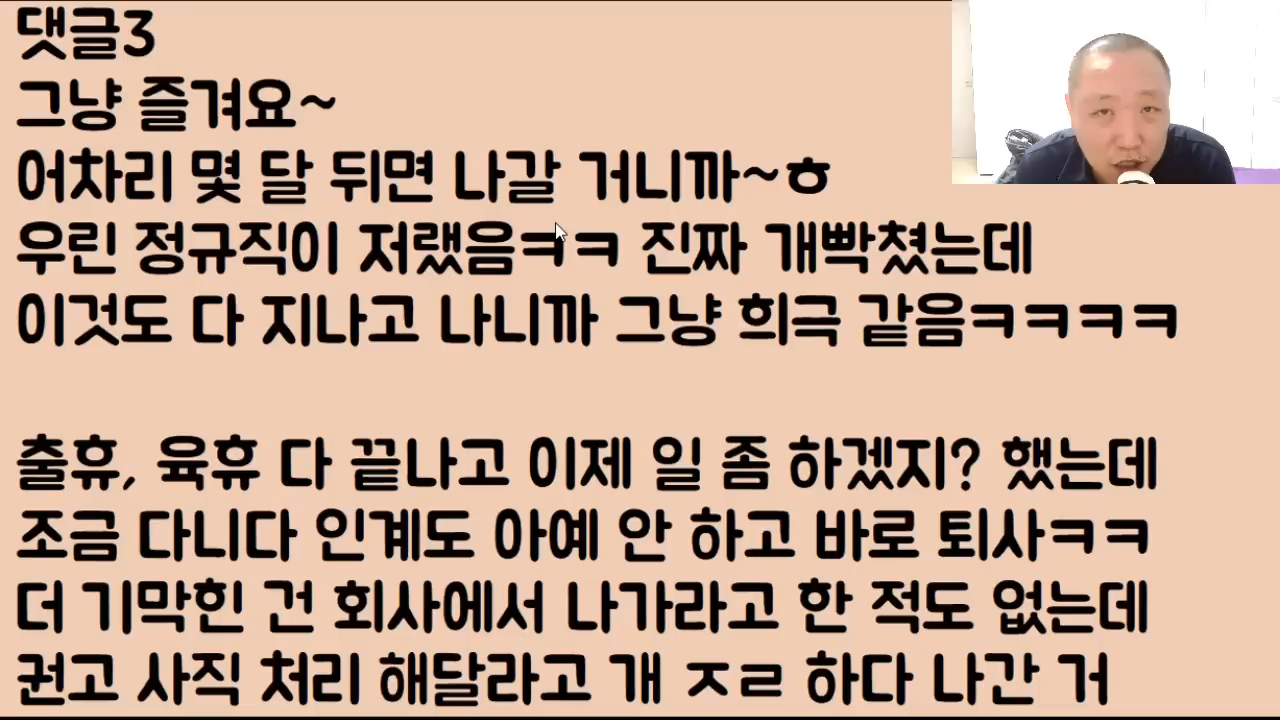 댓글3
그냥 즐겨요~
어차리 몇 달 뒤면 나갈 거니까~ㅎ
우린 정규직이 저랬음ㅋㅋ 진짜 개빡쳤는데
이것도 다 지나고 나니까 그냥 희극 같음ㅋㅋㅋㅋ
출휴, 육휴 다 끝나고 이제 일 좀 하겠지? 했는데
조금 다니다 인계도 아예 안 하고 바로 퇴사ㅋㅋ
더 기막힌 건 회사에서 나가라고 한 적도 없는데
권고 사직 처리 해달라고 개 ㅈㄹ 하다 나간 거